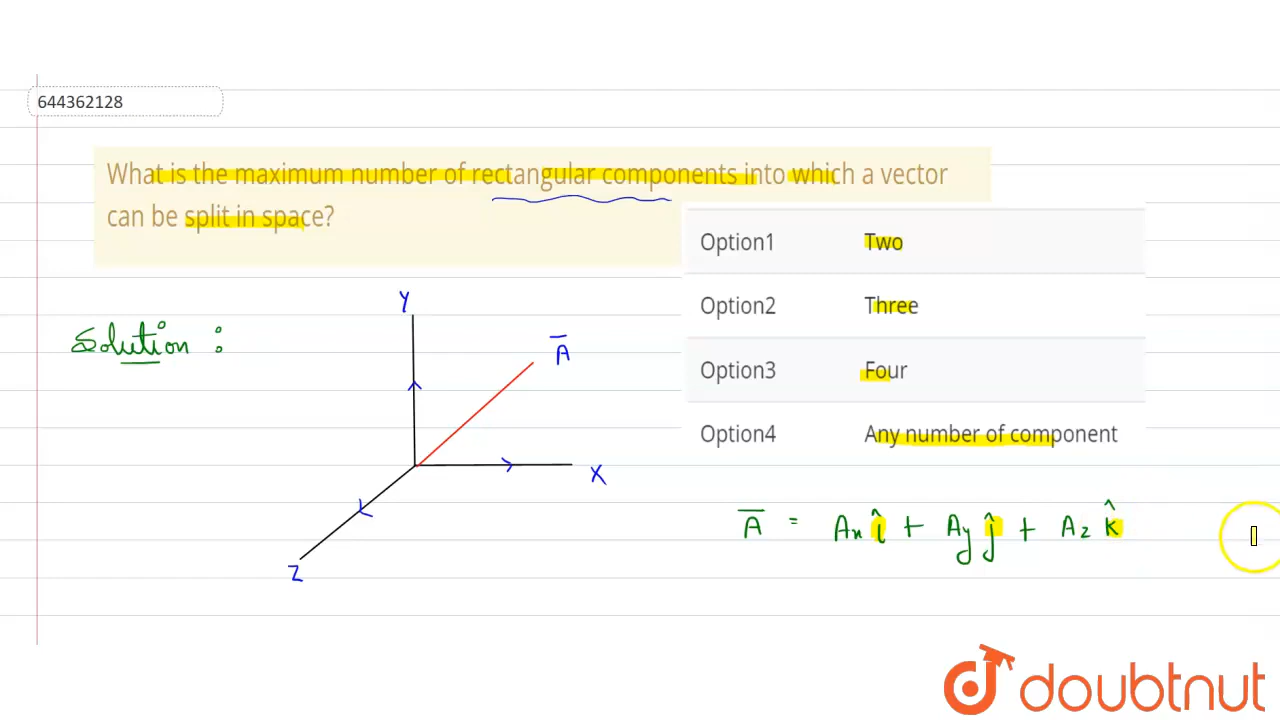 644362128
What is the maximum number of rectangular components into which a vector
can be split in space?
Option1 Two
Option2 Three
Option3 Four
Option4 Any number of component
Solution :
Y
A̅
X
Z
A̅ = Ax î + Ay ĵ + Az k̂
doubtnut